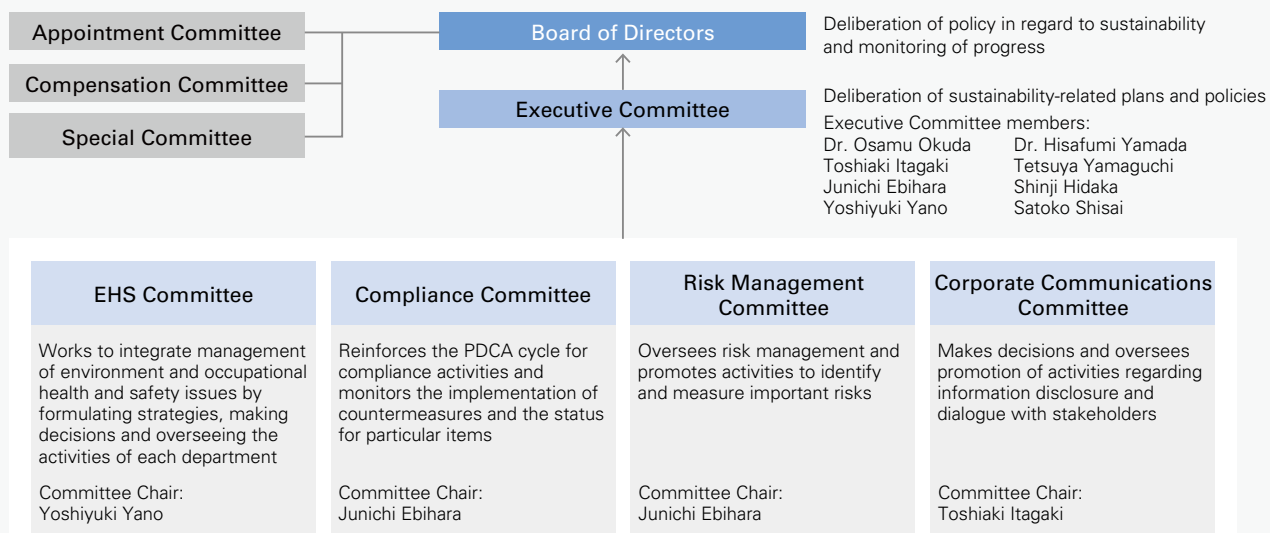 Appointment Committee
Compensation Committee
Special Committee
Board of Directors
Deliberation of policy in regard to sustainability
and monitoring of progress
Executive Committee
Deliberation of sustainability-related plans and policies
Executive Committee members:
Dr. Osamu Okuda Dr. Hisafumi Yamada
Toshiaki Itagaki Tetsuya Yamaguchi
Junichi Ebihara Shinji Hidaka
Yoshiyuki Yano Satoko Shisai
EHS Committee
Works to integrate management
of environment and occupational
health and safety issues by
formulating strategies, making
decisions and overseeing the
activities of each department
Committee Chair:
Yoshiyuki Yano
Compliance Committee
Reinforces the PDCA cycle for
compliance activities and
monitors the implementation of
countermeasures and the status
for particular items
Committee Chair:
Junichi Ebihara
Risk Management
Committee
Oversees risk management and
promotes activities to identify
and measure important risks
Committee Chair:
Junichi Ebihara
Corporate Communications
Committee
Makes decisions and oversees
promotion of activities regarding
information disclosure and
dialogue with stakeholders
Committee Chair:
Toshiaki Itagaki